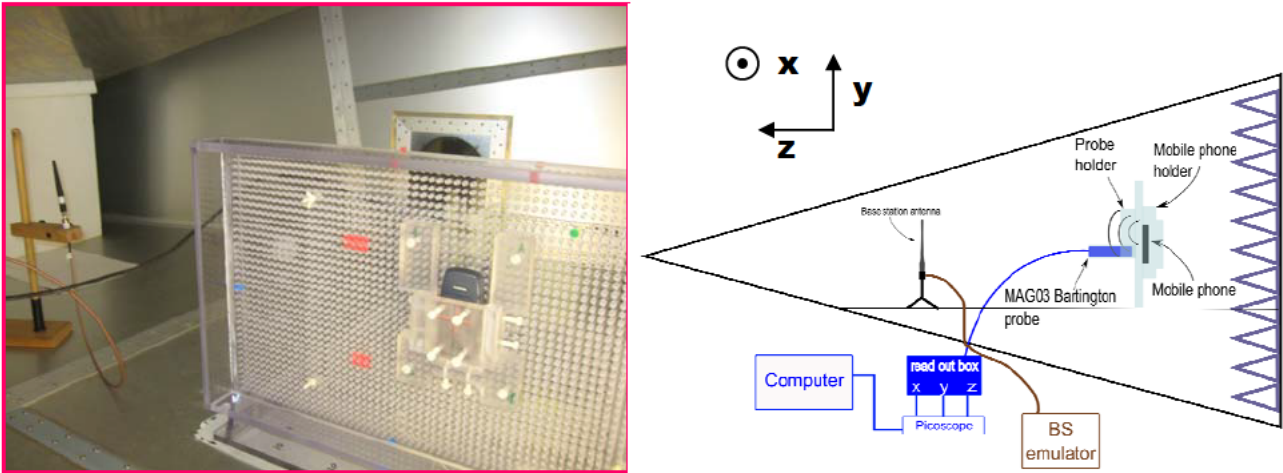 x
y
z
Probe
holder
Mobile phone
holder
Base station antenna
MAG03 Bartington
probe
Mobile phone
read out box
x y z
Computer
Picoscope
BS
emulator